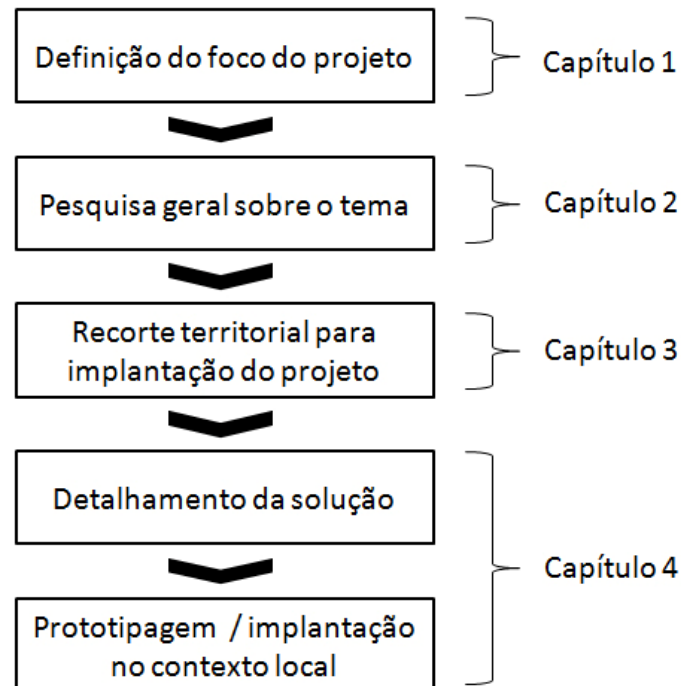 Definição do foco do projeto
Capítulo 1
Pesquisa geral sobre o tema
Capítulo 2
Recorte territorial para
implantação do projeto
Capítulo 3
Detalhamento da solução
Capítulo 4
Prototipagem / implantação
no contexto local